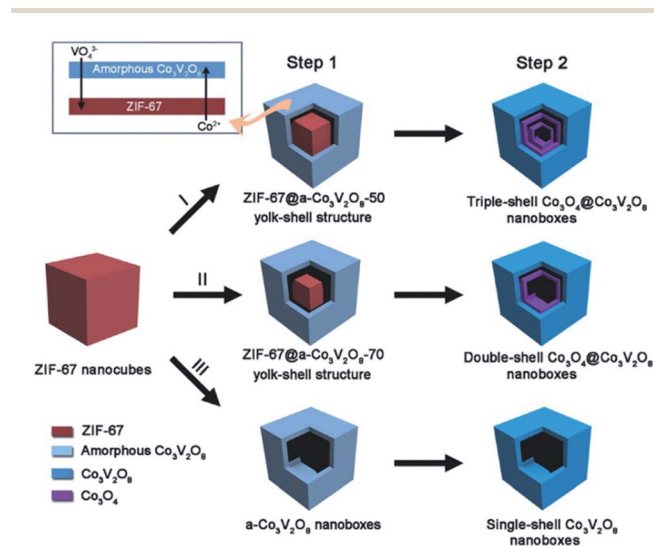 Step 1
Step 2
VO₄³⁻
Amorphous Co₃V₂O₈
ZIF-67
Co²⁺
ZIF-67@a-Co₃V₂O₈-50
yolk-shell structure
Triple-shell Co₃O₄@Co₃V₂O₈
nanoboxes
I
II
III
ZIF-67 nanocubes
ZIF-67@a-Co₃V₂O₈-70
yolk-shell structure
Double-shell Co₃O₄@Co₃V₂O₈
nanoboxes
ZIF-67
Amorphous Co₃V₂O₈
Co₃V₂O₈
Co₃O₄
a-Co₃V₂O₈ nanoboxes
Single-shell Co₃V₂O₈
nanoboxes